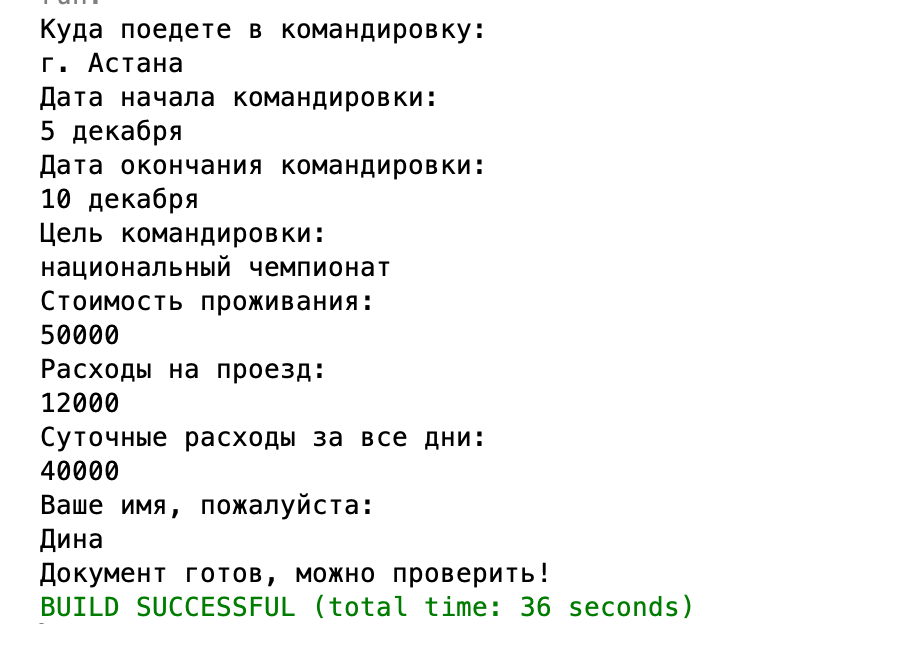 Куда поедете в командировку:
г. Астана
Дата начала командировки:
5 декабря
Дата окончания командировки:
10 декабря
Цель командировки:
национальный чемпионат
Стоимость проживания:
50000
Расходы на проезд:
12000
Суточные расходы за все дни:
40000
Ваше имя, пожалуйста:
Дина
Документ готов, можно проверить!
BUILD SUCCESSFUL (total time: 36 seconds)